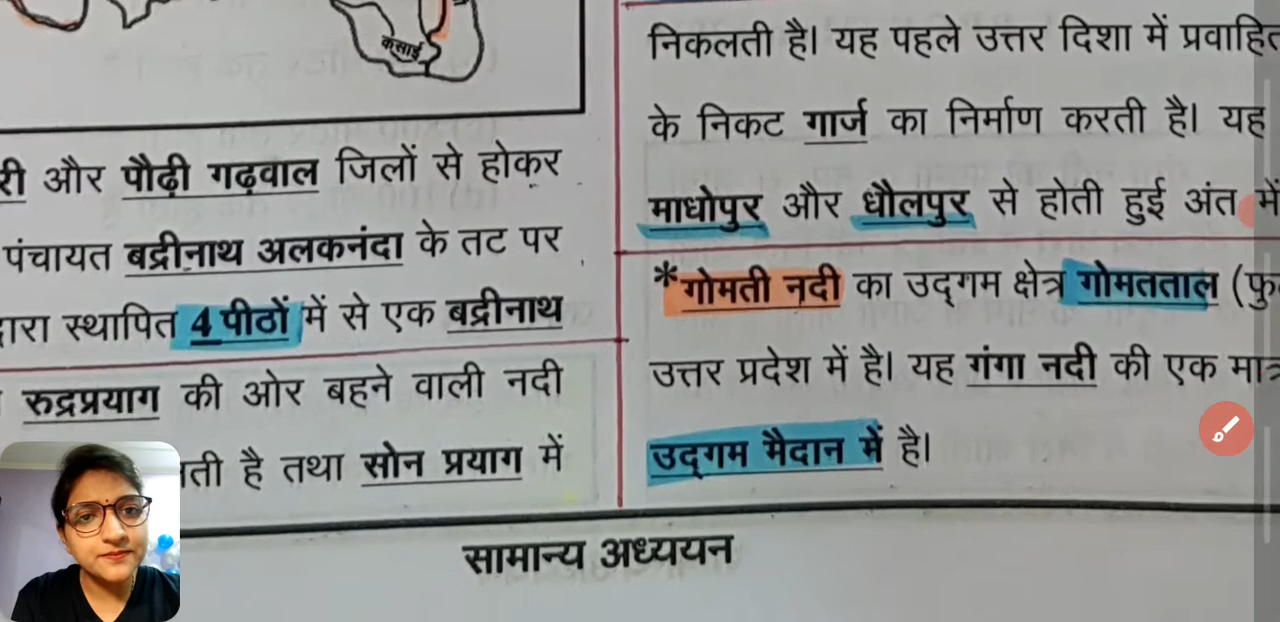 कसाई
री और पौढ़ी गढ़वाल जिलों से होकर
पंचायत बद्रीनाथ अलकनंदा के तट पर
द्वारा स्थापित 4 पीठों में से एक बद्रीनाथ
रुद्रप्रयाग की ओर बहने वाली नदी
ती है तथा सोन प्रयाग में
निकलती है। यह पहले उत्तर दिशा में प्रवाहित
के निकट गार्ज का निर्माण करती है। यह
माधोपुर और धौलपुर से होती हुई अंत में
*गोमती नदी का उद्गम क्षेत्र गोमतताल (
उत्तर प्रदेश में है। यह गंगा नदी की एक मात्र
उद्गम मैदान में है।
सामान्य अध्ययन